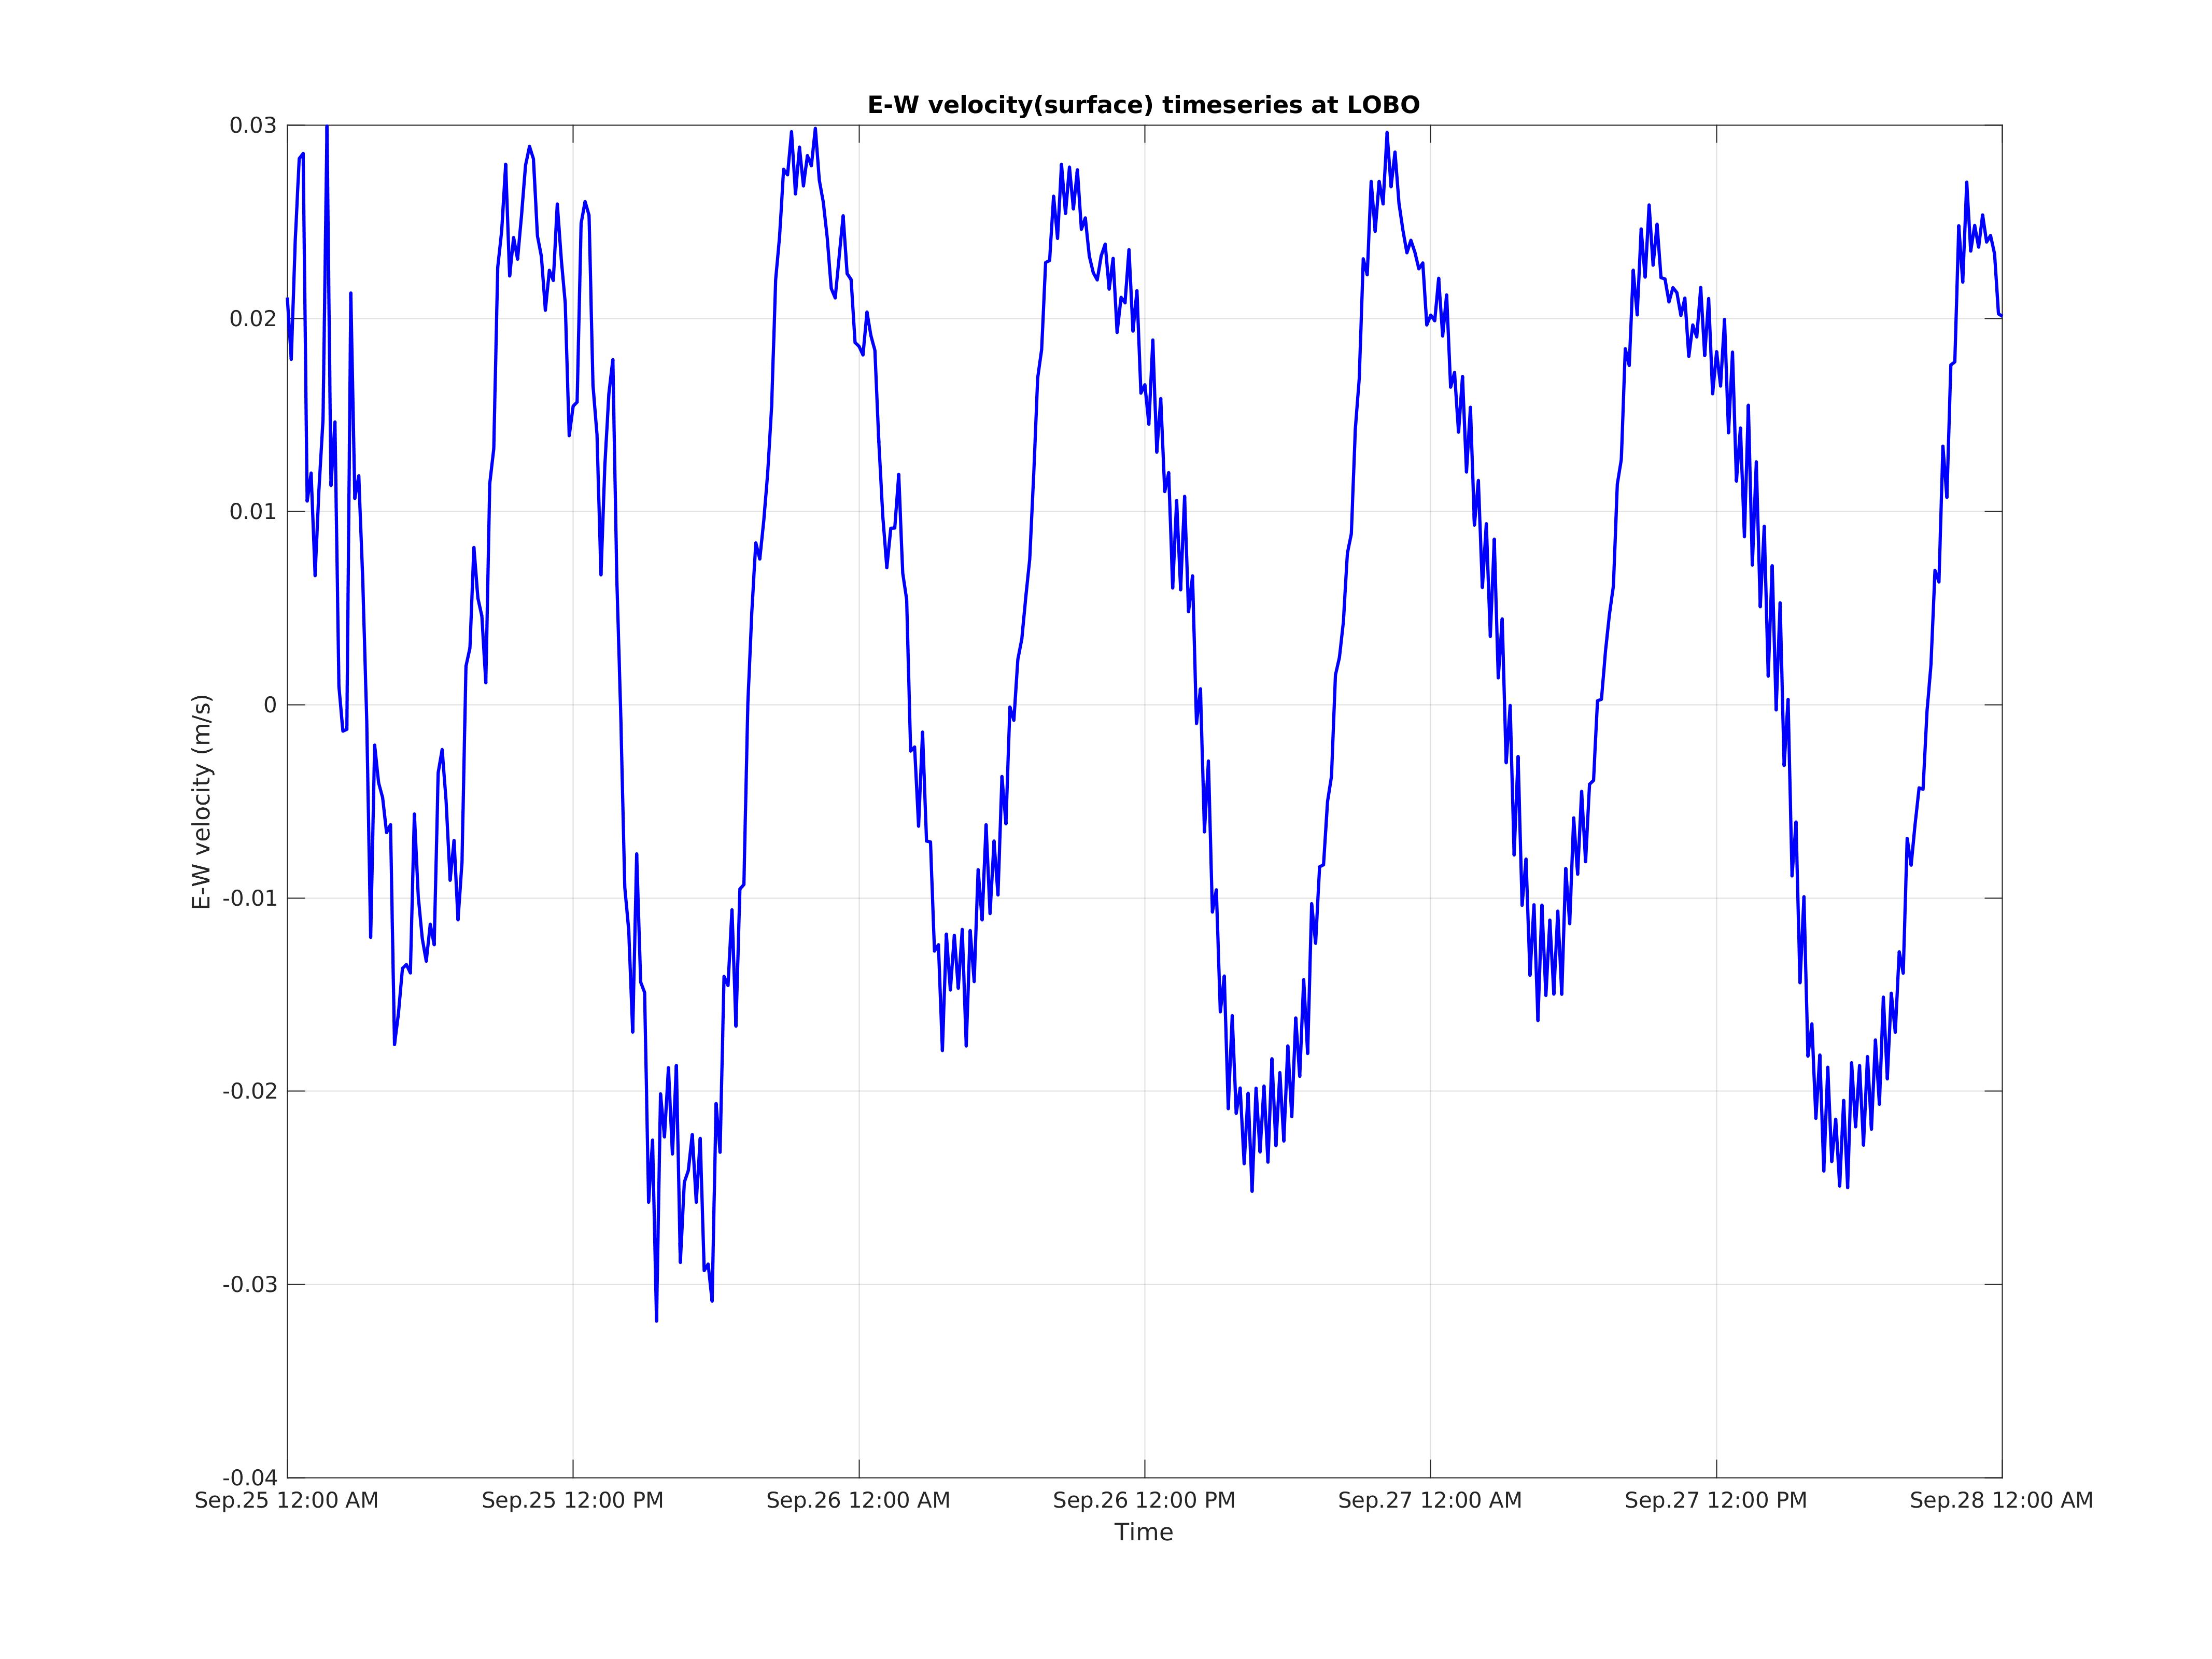 E-W velocity(surface) timeseries at LOBO
0.03
0.02
0.01
0
-0.01
-0.02
-0.03
-0.04
E-W velocity (m/s)
Sep.25 12:00 AM Sep.25 12:00 PM Sep.26 12:00 AM Sep.26 12:00 PM Sep.27 12:00 AM Sep.27 12:00 PM Sep.28 12:00 AM
Time